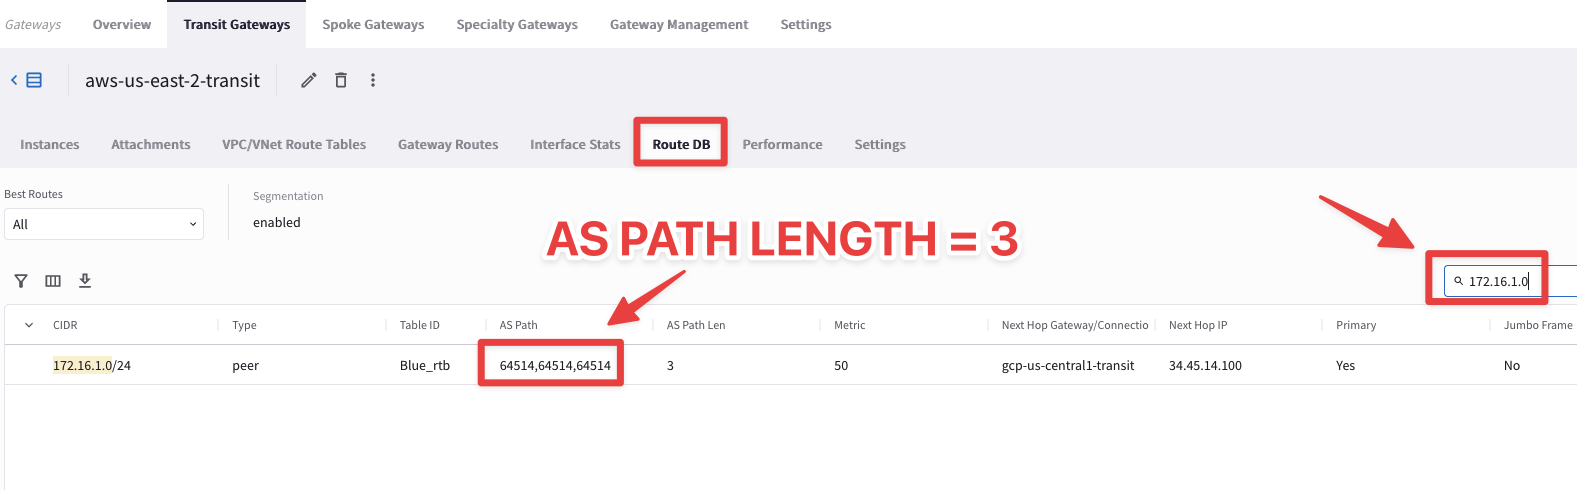 Gateways Overview Transit Gateways Spoke Gateways Specialty Gateways Gateway Management Settings
aws-us-east-2-transit
Instances Attachments VPC/VNet Route Tables Gateway Routes Interface Stats Route DB Performance Settings
Best Routes Segmentation
All enabled
AS PATH LENGTH = 3
172.16.1.0
CIDR Type Table ID AS Path AS Path Len Metric Next Hop Gateway/Connectio Next Hop IP Primary Jumbo Frame
172.16.1.0/24 peer Blue_rtb 64514,64514,64514 3 50 gcp-us-central1-transit 34.45.14.100 Yes No